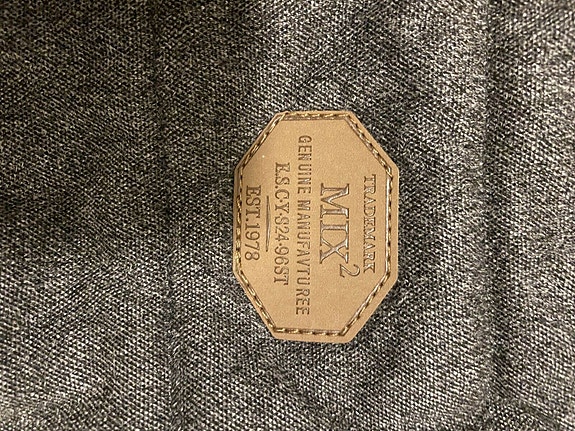 TRADEMARK
MIX²
GENUINE MANUFAVTUREE
E.S.C-Y-824-96ST
EST.1978